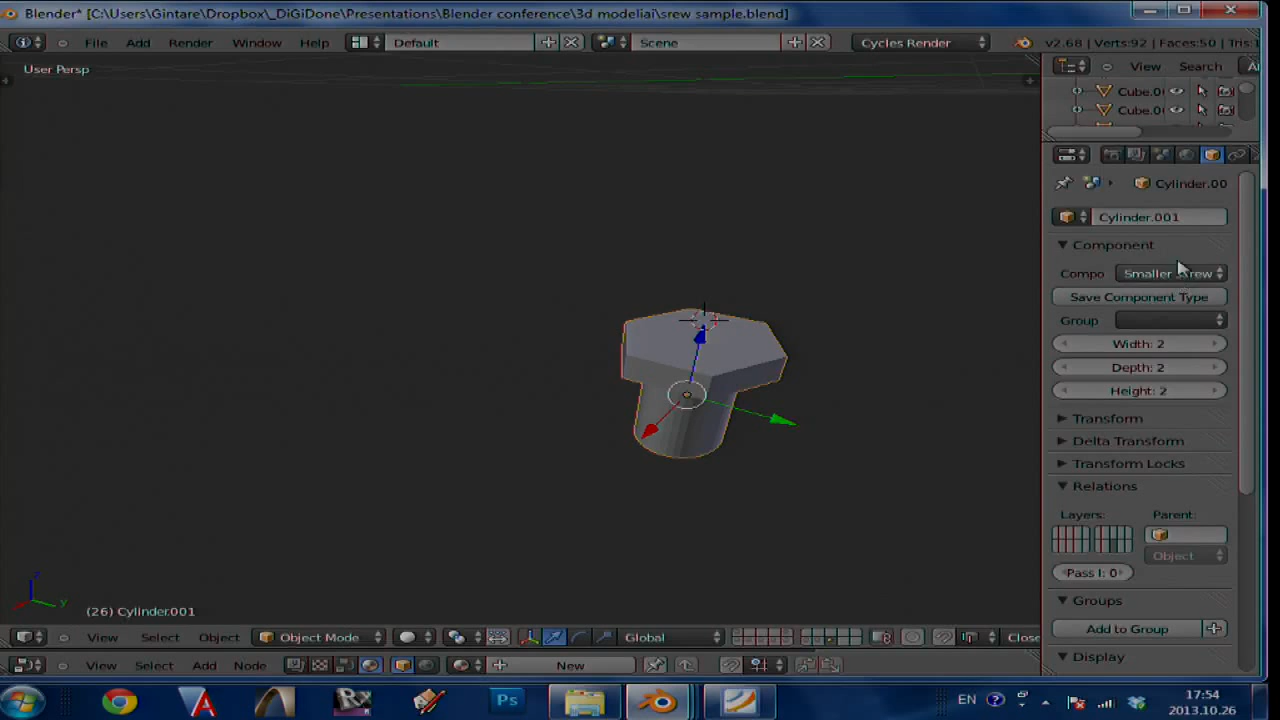 Blender* [C:\Users\Gintare\Dropbox\_DiGiDone\Presentations\Blender conference\3d modeliai\srew sample.blend]
File Add Render Window Help Default Scene Cycles Render v2.68 | Verts:92 | Faces:50 | Tris:1
User Persp
View Search
Cube.0
Cube.0
Cylinder.00
Cylinder.001
Component
Compo Smaller Screw
Save Component Type
Group
Width: 2
Depth: 2
Height: 2
Transform
Delta Transform
Transform Locks
Relations
Layers: Parent:
Object
Pass I: 0
Groups
Add to Group
Display
z
y
(26) Cylinder.001
View Select Object Object Mode Global Close
View Select Add Node New
Ps
EN 17:54
2013.10.26